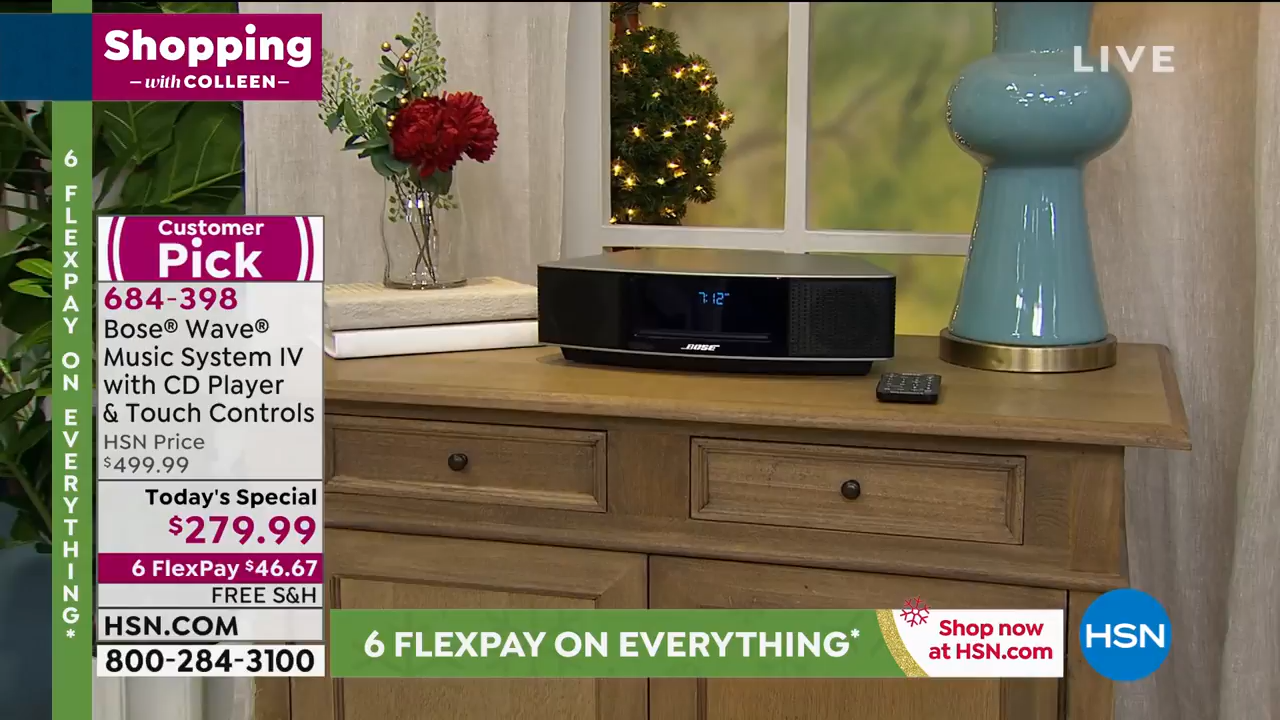 Shopping
–with COLLEEN–
LIVE
6 FLEXPAY ON EVERYTHING*
Customer
Pick
684-398
Bose® Wave®
Music System IV
with CD Player
& Touch Controls
HSN Price
$499.99
Today's Special
$279.99
6 FlexPay $46.67
FREE S&H
HSN.COM
800-284-3100
7:12
BOSE
6 FLEXPAY ON EVERYTHING*
Shop now
at HSN.com
HSN